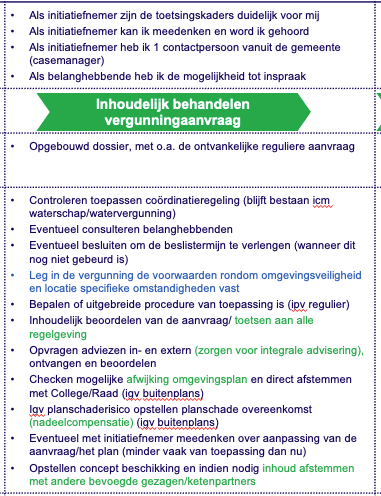 • Als initiatiefnemer zijn de toetsingskaders duidelijk voor mij
• Als initiatiefnemer kan ik meedenken en word ik gehoord
• Als initiatiefnemer heb ik 1 contactpersoon vanuit de gemeente
(casemanager)
• Als belanghebbende heb ik de mogelijkheid tot inspraak
Inhoudelijk behandelen
vergunningaanvraag
• Opgebouwd dossier, met o.a. de ontvankelijke reguliere aanvraag
• Controleren toepassen coördinatieregeling (blijft bestaan icm
waterschap/watervergunning)
• Eventueel consulteren belanghebbenden
• Eventueel besluiten om de beslistermijn te verlengen (wanneer dit
nog niet gebeurd is)
• Leg in de vergunning de voorwaarden rondom omgevingsveiligheid
en locatie specifieke omstandigheden vast
• Bepalen of uitgebreide procedure van toepassing is (ipv regulier)
• Inhoudelijk beoordelen van de aanvraag/ toetsen aan alle
regelgeving
• Opvragen adviezen in- en extern (zorgen voor integrale advisering),
ontvangen en beoordelen
• Checken mogelijke afwijking omgevingsplan en direct afstemmen
met College/Raad (igv buitenplans)
• Igv planschaderisico opstellen planschade overeenkomst
(nadeelcompensatie) (igv buitenplans)
• Eventueel met initiatiefnemer meedenken over aanpassing van de
aanvraag/het plan (minder vaak van toepassing dan nu)
• Opstellen concept beschikking en indien nodig inhoud afstemmen
met andere bevoegde gezagen/ketenpartners